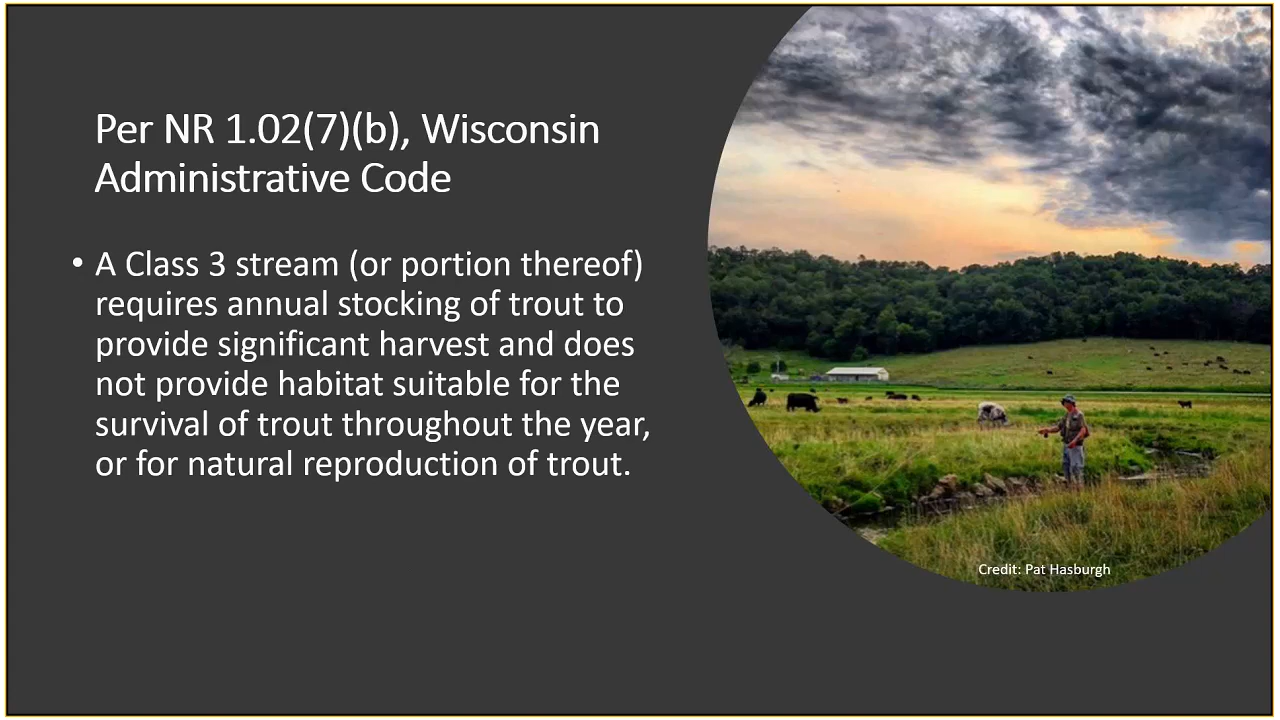 Per NR 1.02(7)(b), Wisconsin
Administrative Code
• A Class 3 stream (or portion thereof)
requires annual stocking of trout to
provide significant harvest and does
not provide habitat suitable for the
survival of trout throughout the year,
or for natural reproduction of trout.
Credit: Pat Hasburgh